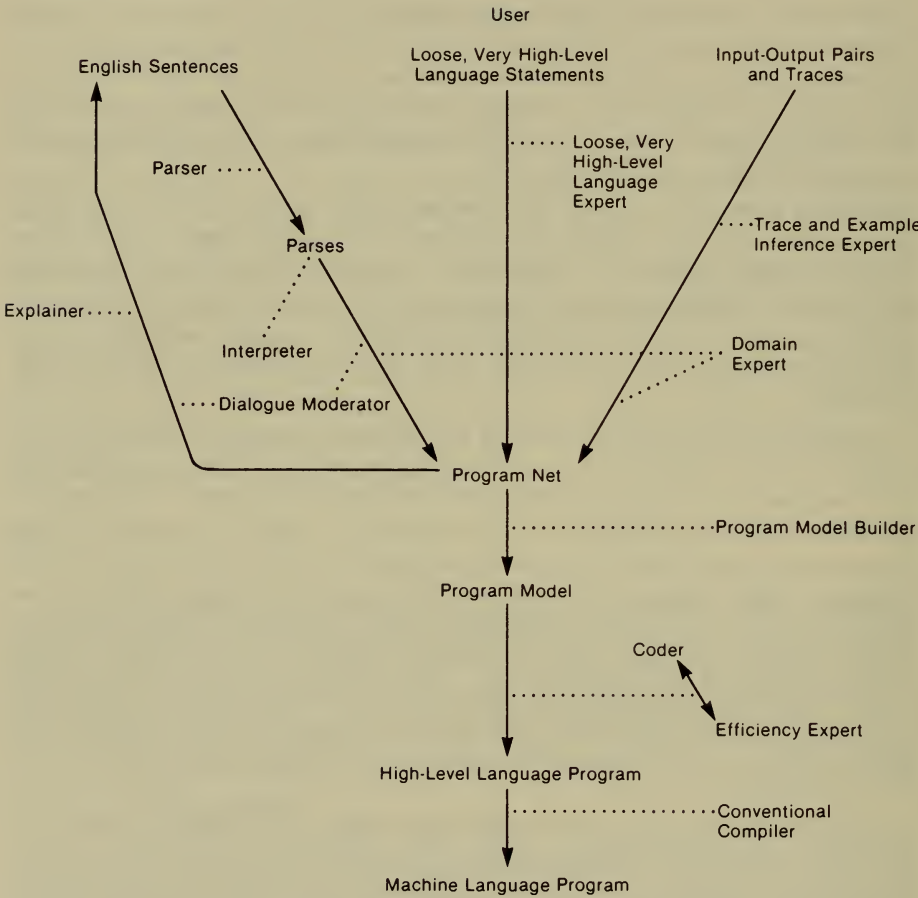 User
English Sentences
Loose, Very High-Level
Language Statements
Input-Output Pairs
and Traces
Parser
Loose, Very
High-Level
Language
Expert
Trace and Example
Inference Expert
Parses
Explainer
Interpreter
Domain
Expert
Dialogue Moderator
Program Net
Program Model Builder
Program Model
Coder
Efficiency Expert
High-Level Language Program
Conventional
Compiler
Machine Language Program